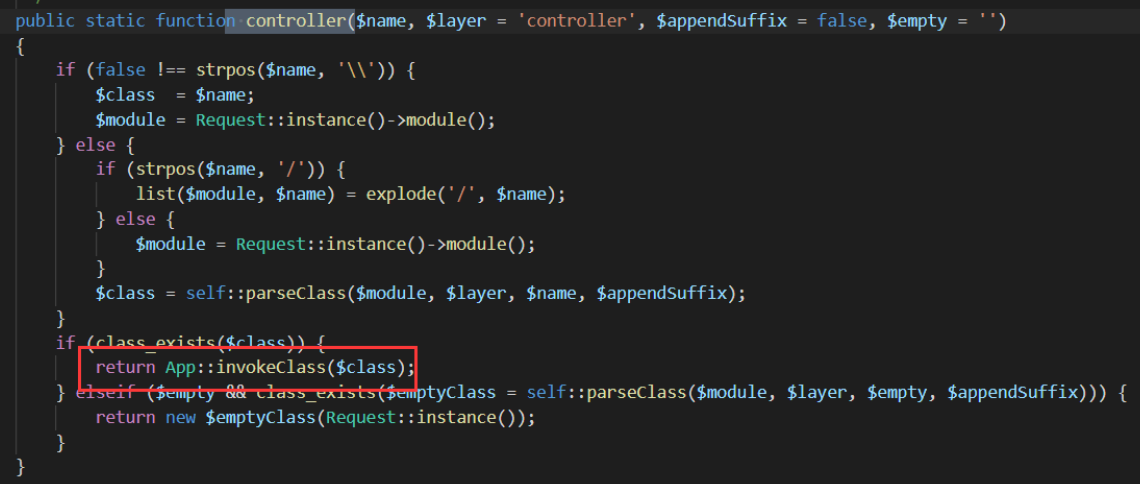 public static function controller($name, $layer = 'controller', $appendSuffix = false, $empty = '')
{
    if (false !== strpos($name, '\\')) {
        $class  = $name;
        $module = Request::instance()->module();
    } else {
        if (strpos($name, '/')) {
            list($module, $name) = explode('/', $name);
        } else {
            $module = Request::instance()->module();
        }
        $class = self::parseClass($module, $layer, $name, $appendSuffix);
    }
    if (class_exists($class)) {
        return App::invokeClass($class);
    } elseif ($empty && class_exists($emptyClass = self::parseClass($module, $layer, $empty, $appendSuffix))) {
        return new $emptyClass(Request::instance());
    }
}